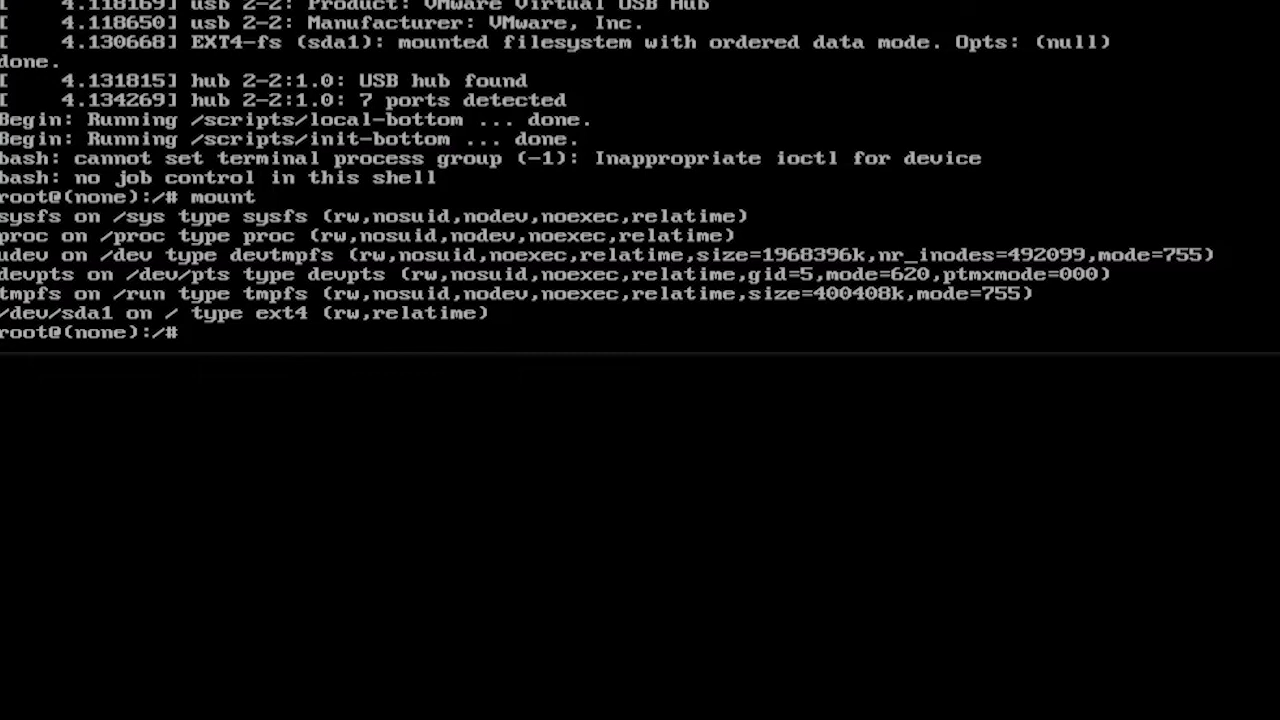 [    4.118169] usb 2-2: Product: VMware Virtual USB Hub
[    4.118650] usb 2-2: Manufacturer: VMware, Inc.
[    4.130668] EXT4-fs (sda1): mounted filesystem with ordered data mode. Opts: (null)
done.
[    4.131815] hub 2-2:1.0: USB hub found
[    4.134269] hub 2-2:1.0: 7 ports detected
Begin: Running /scripts/local-bottom ... done.
Begin: Running /scripts/init-bottom ... done.
bash: cannot set terminal process group (-1): Inappropriate ioctl for device
bash: no job control in this shell
root@(none):/# mount
sysfs on /sys type sysfs (rw,nosuid,nodev,noexec,relatime)
proc on /proc type proc (rw,nosuid,nodev,noexec,relatime)
udev on /dev type devtmpfs (rw,nosuid,noexec,relatime,size=1968396k,nr_inodes=492099,mode=755)
devpts on /dev/pts type devpts (rw,nosuid,noexec,relatime,gid=5,mode=620,ptmxmode=000)
tmpfs on /run type tmpfs (rw,nosuid,nodev,noexec,relatime,size=400408k,mode=755)
/dev/sda1 on / type ext4 (rw,relatime)
root@(none):/#